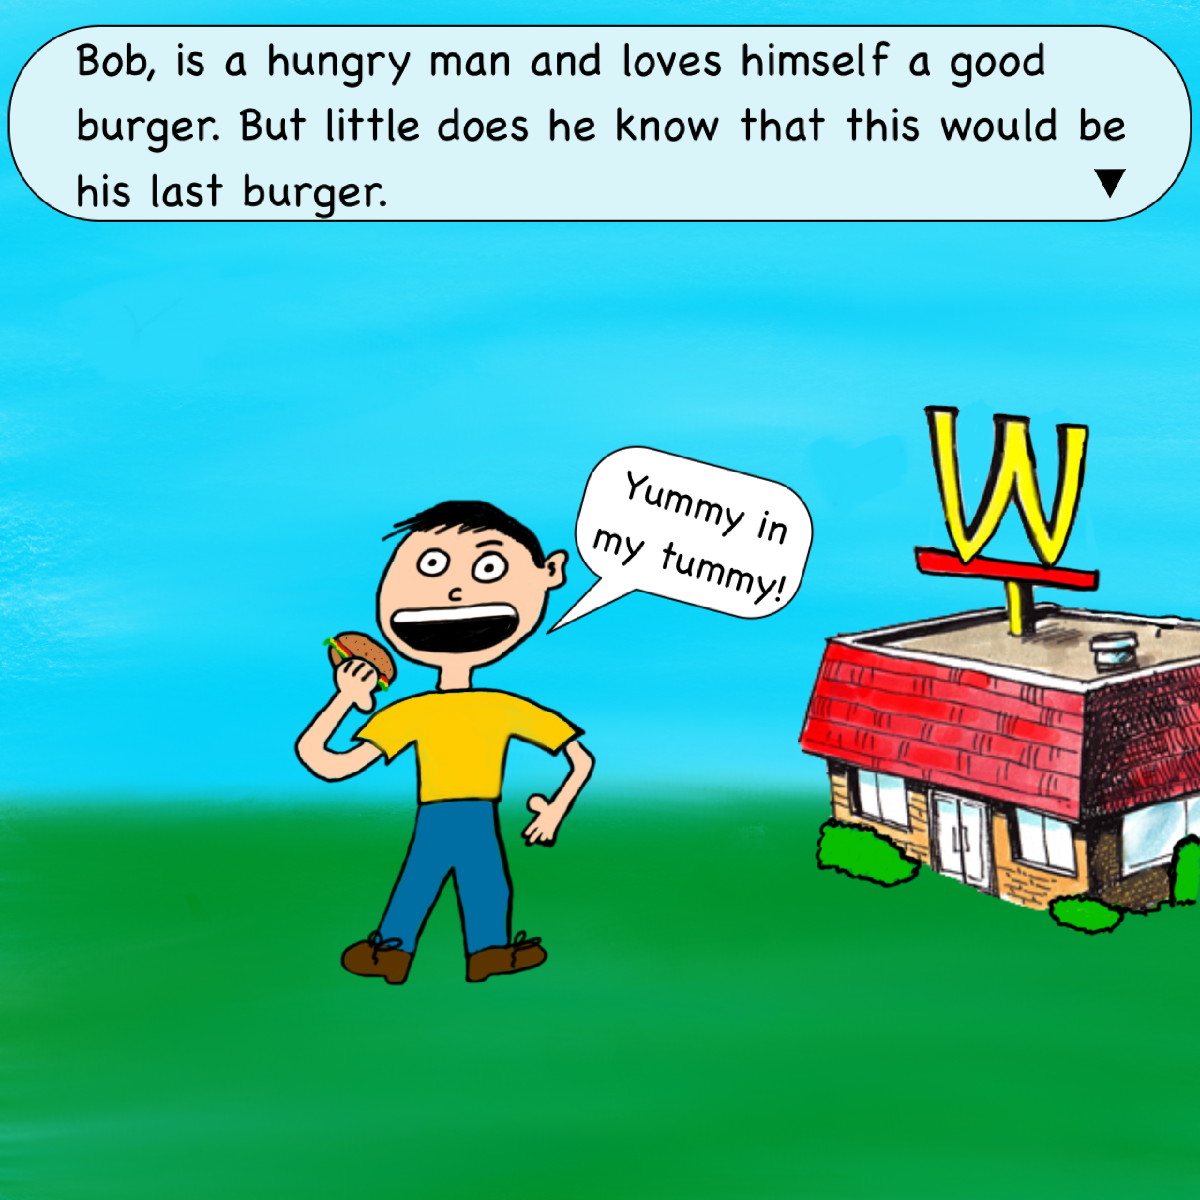 Bob, is a hungry man and loves himself a good
burger. But little does he know that this would be
his last burger.
W
Yummy in
my tummy!